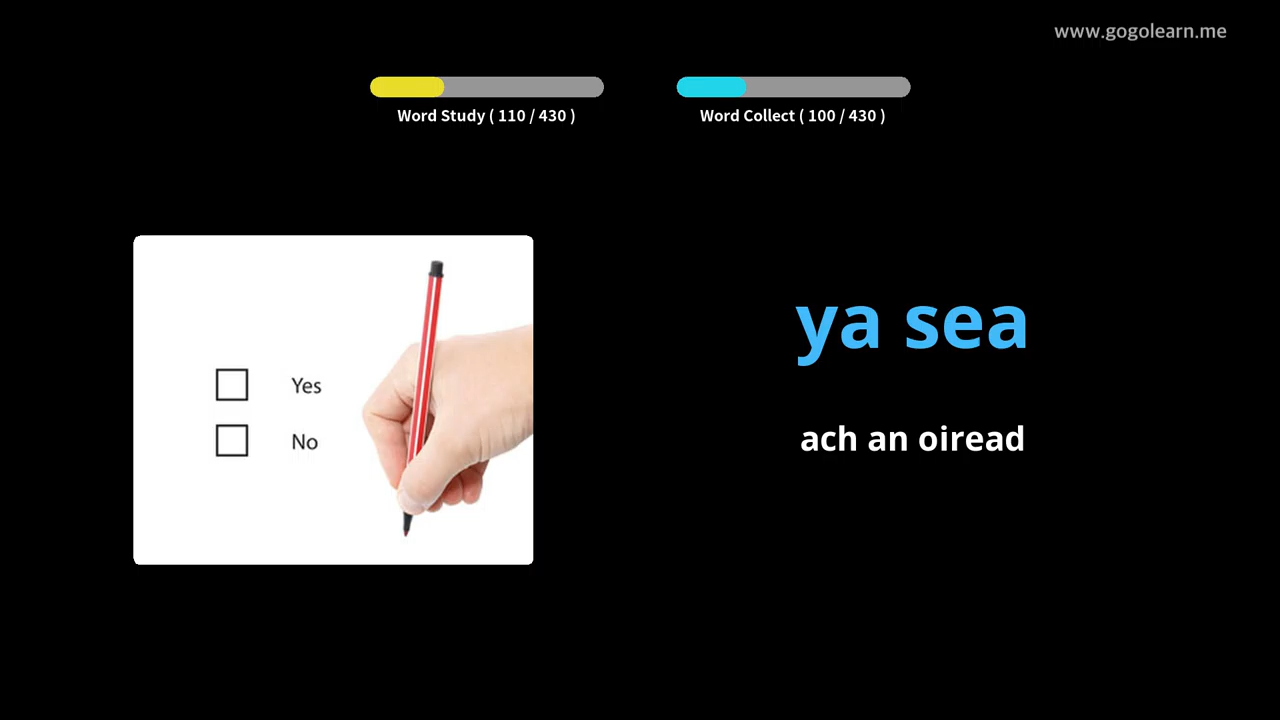 www.gogolearn.me
Word Study ( 110 / 430 )
Word Collect ( 100 / 430 )
Yes
No
ya sea
ach an oiread